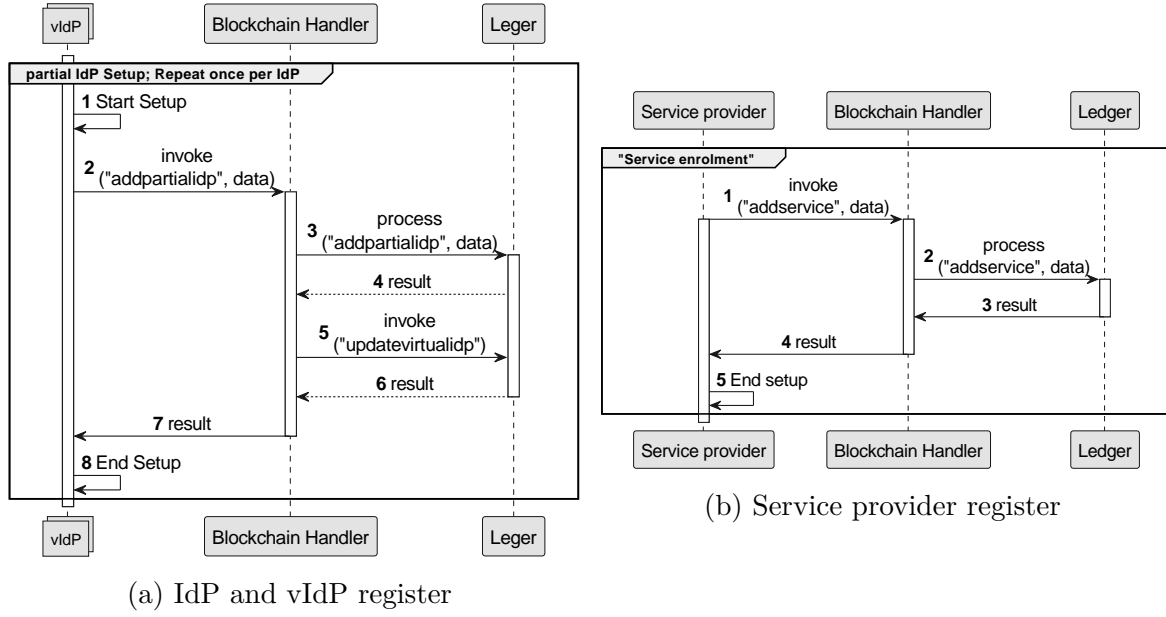 vIdP
Blockchain Handler
Leger
partial IdP Setup; Repeat once per IdP
1 Start Setup
invoke
2 ("addpartialidp", data)
process
3 ("addpartialidp", data)
4 result
invoke
5 ("updatevirtualidp")
6 result
7 result
8 End Setup
vIdP
Blockchain Handler
Leger
(a) IdP and vIdP register
Service provider
Blockchain Handler
Ledger
"Service enrolment"
invoke
1 ("addservice", data)
process
2 ("addservice", data)
3 result
4 result
5 End setup
Service provider
Blockchain Handler
Ledger
(b) Service provider register